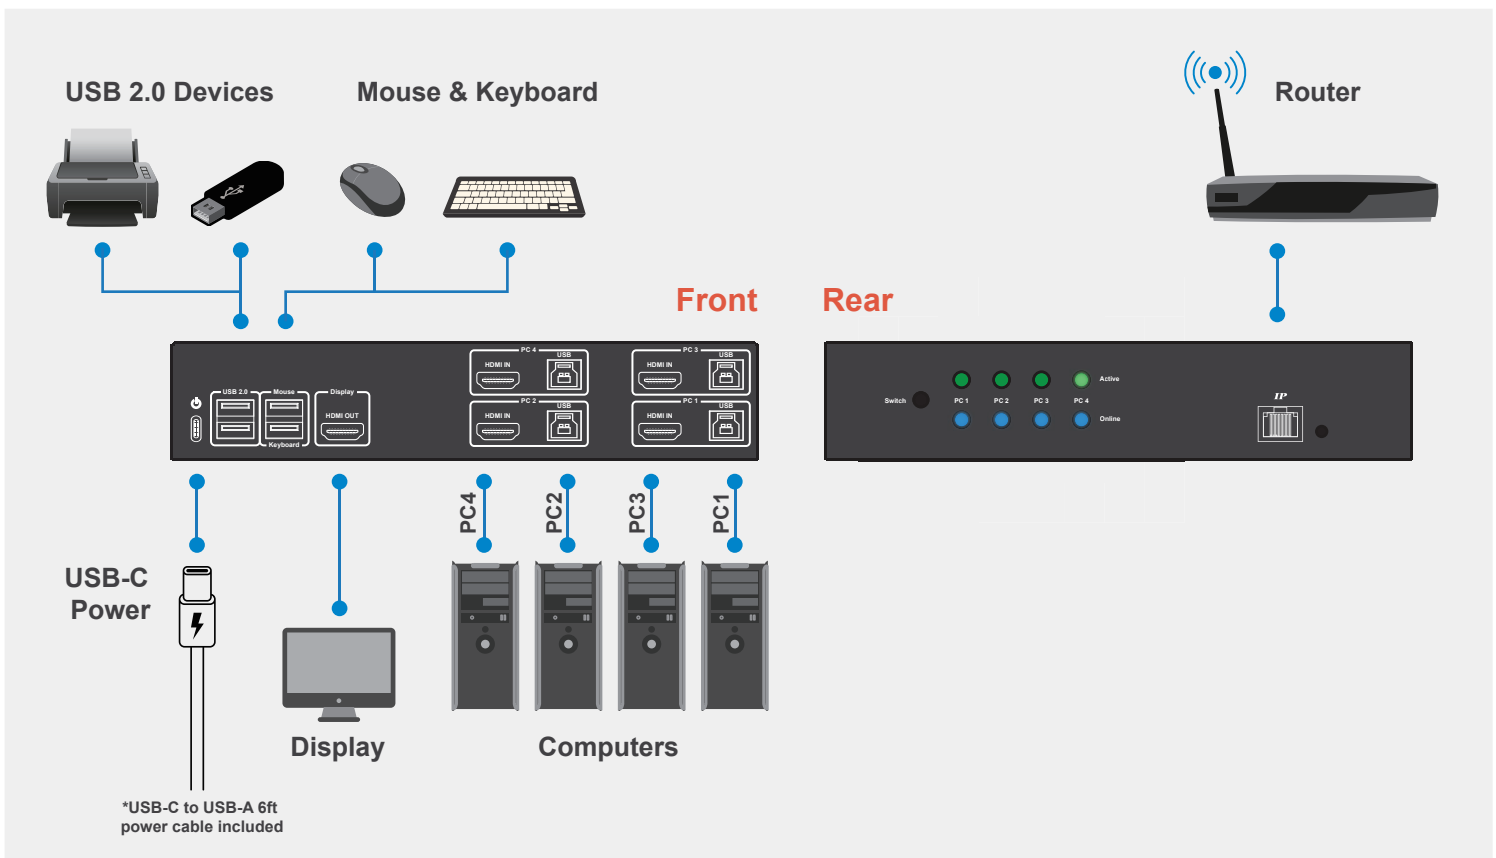 USB 2.0 Devices
Mouse & Keyboard
Router
Front
Rear
PC 4
HDMI IN
USB
PC 3
HDMI IN
USB
USB 2.0
Mouse
Display
HDMI OUT
Keyboard
PC 2
HDMI IN
USB
PC 1
HDMI IN
USB
Active
Switch
PC 1
PC 2
PC 3
PC 4
Online
IP
PC4
PC2
PC3
PC1
USB-C
Power
Display
Computers
*USB-C to USB-A 6ft
power cable included